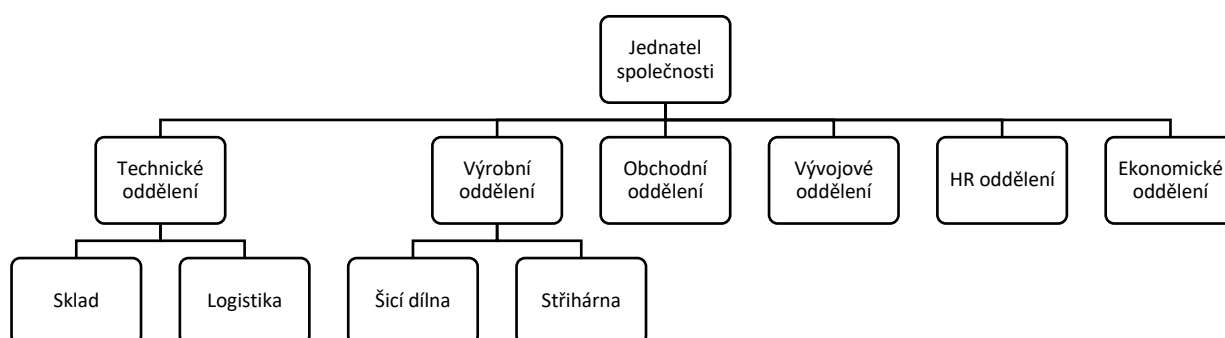 Jednatel
společnosti
Technické
oddělení
Výrobní
oddělení
Obchodní
oddělení
Vývojové
oddělení
HR oddělení
Ekonomické
oddělení
Sklad
Logistika
Šicí dílna
Střihárna